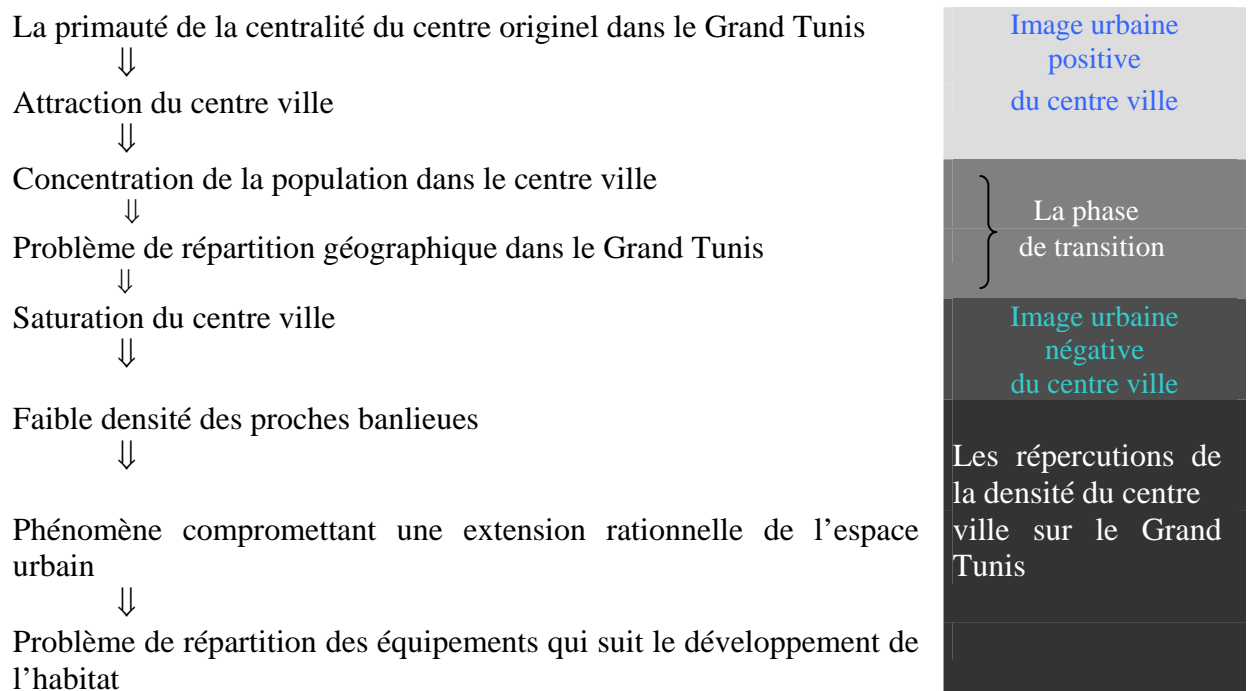 La primauté de la centralité du centre originel dans le Grand Tunis
⇓
Attraction du centre ville
⇓
Concentration de la population dans le centre ville
⇓
Problème de répartition géographique dans le Grand Tunis
⇓
Saturation du centre ville
⇓
Faible densité des proches banlieues
⇓
Phénomène compromettant une extension rationnelle de l’espace
urbain
⇓
Problème de répartition des équipements qui suit le développement de
l’habitat
Image urbaine
positive
du centre ville
La phase
de transition
Image urbaine
négative
du centre ville
Les répercutions de
la densité du centre
ville sur le Grand
Tunis